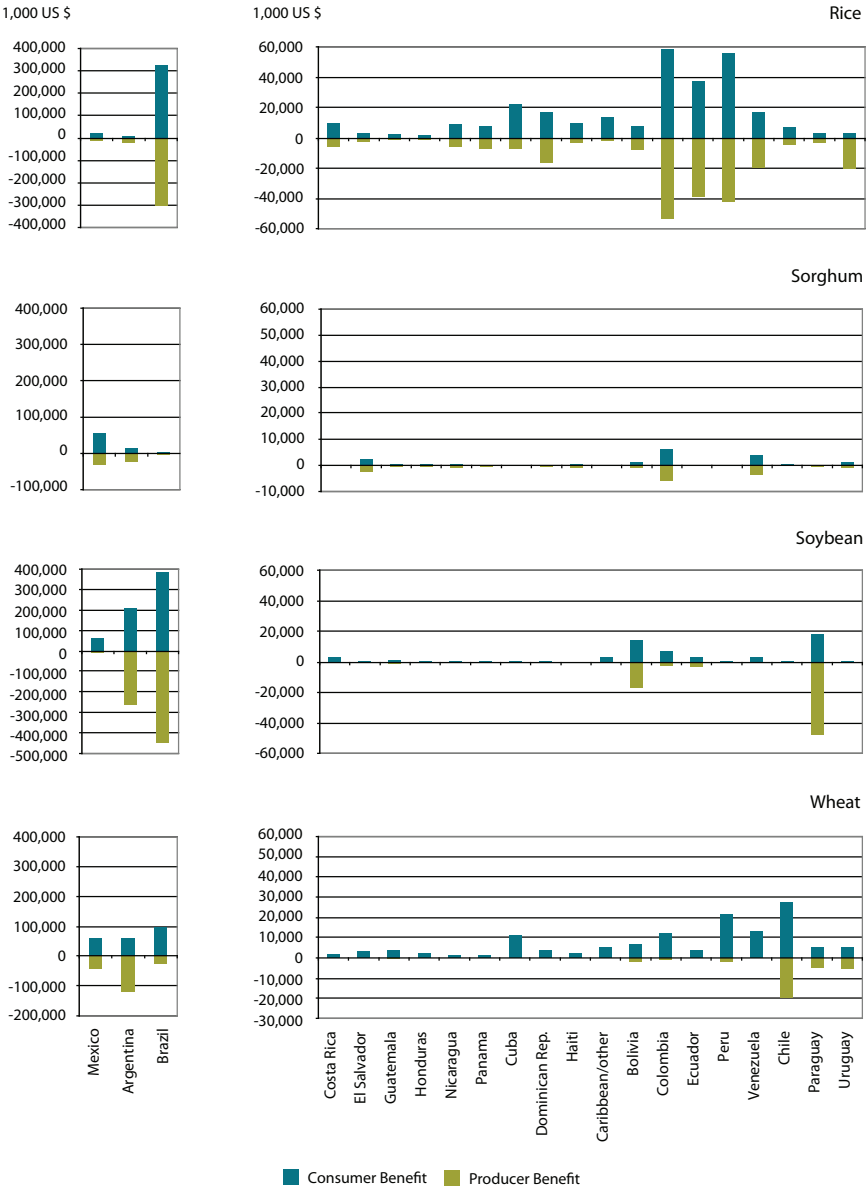 1,000 US $
1,000 US $
Rice
400,000
300,000
200,000
100,000
0
-100,000
-200,000
-300,000
-400,000
60,000
40,000
20,000
0
-20,000
-40,000
-60,000
Sorghum
400,000
300,000
200,000
100,000
0
-100,000
60,000
50,000
40,000
30,000
20,000
10,000
0
-10,000
Soybean
400,000
300,000
200,000
100,000
0
-100,000
-200,000
-300,000
-400,000
-500,000
60,000
40,000
20,000
0
-20,000
-40,000
-60,000
Wheat
400,000
300,000
200,000
100,000
0
-100,000
-200,000
60,000
50,000
40,000
30,000
20,000
10,000
0
-10,000
-20,000
-30,000
Mexico
Argentina
Brazil
Costa Rica
El Salvador
Guatemala
Honduras
Nicaragua
Panama
Cuba
Dominican Rep.
Haiti
Caribbean/other
Bolivia
Colombia
Ecuador
Peru
Venezuela
Chile
Paraguay
Uruguay
Consumer Benefit
Producer Benefit